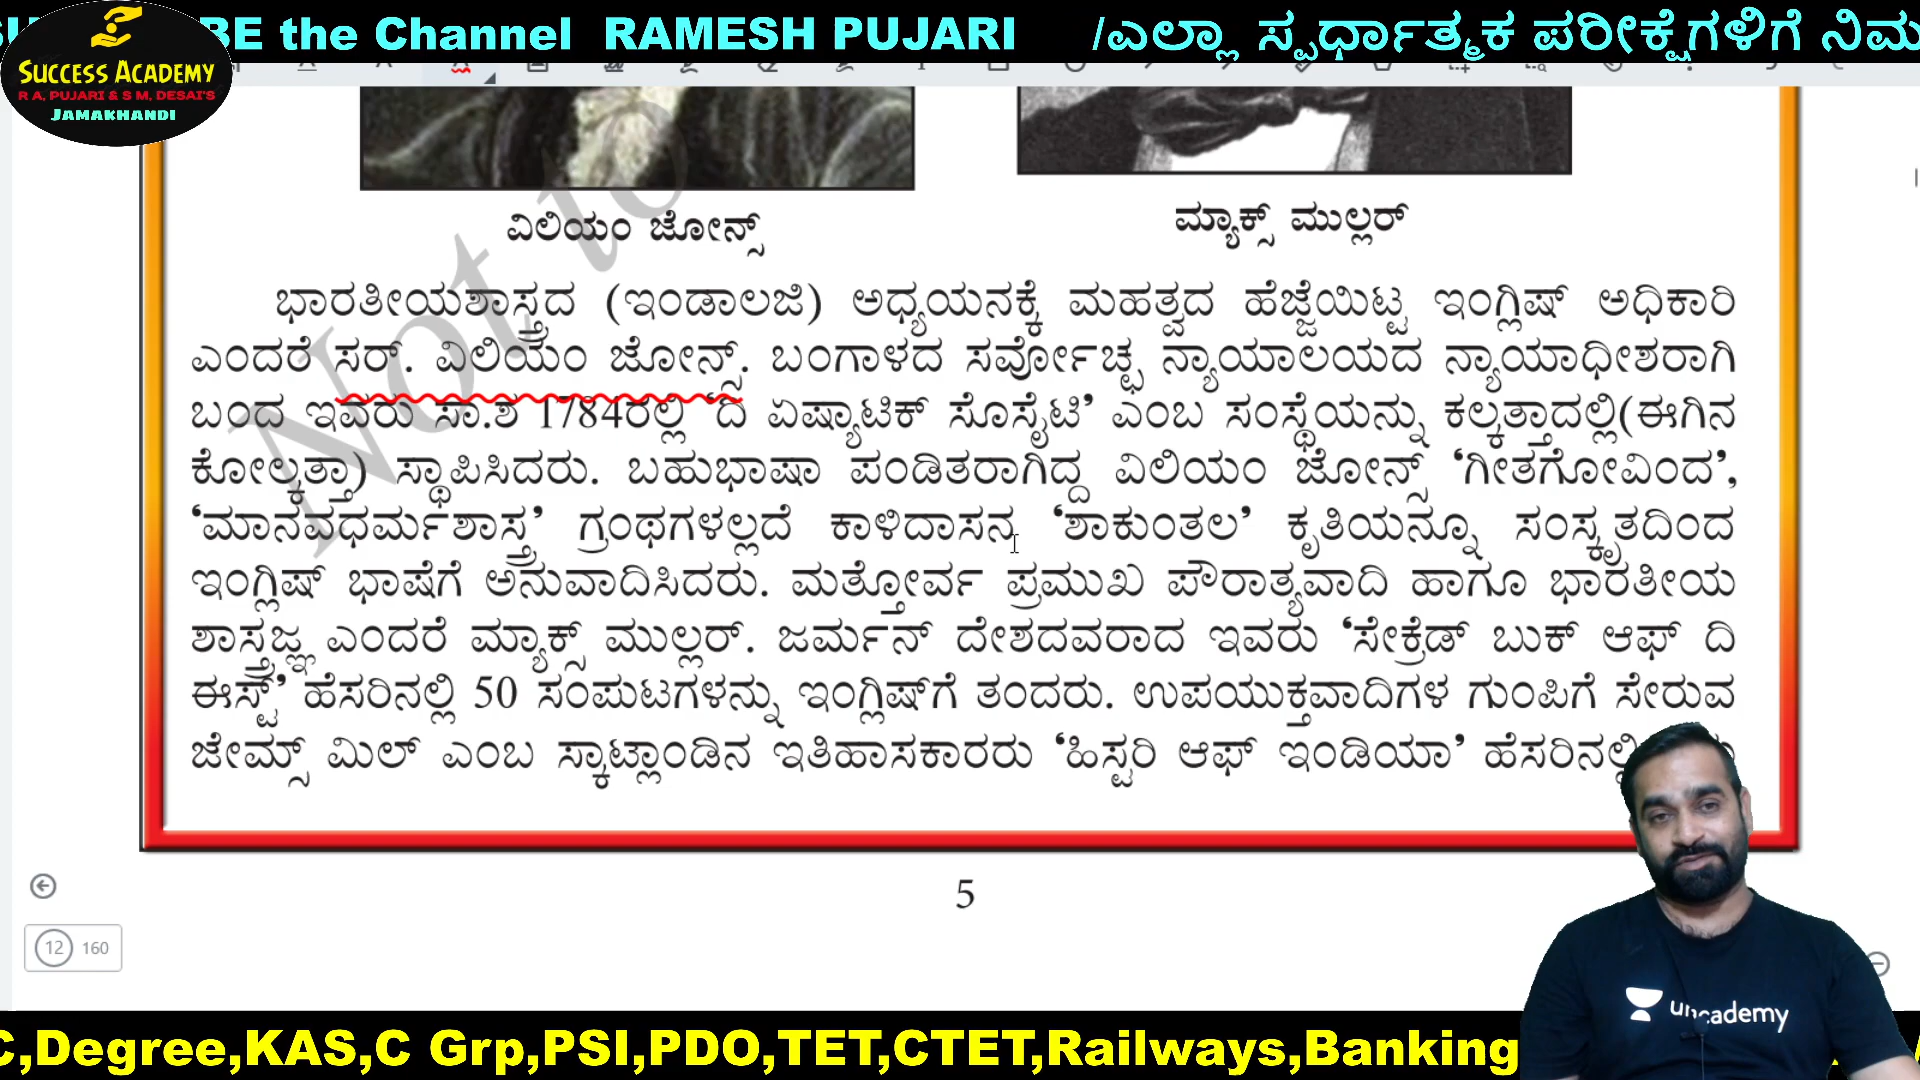 BE the Channel RAMESH PUJARI /ಎಲ್ಲಾ ಸ್ಪರ್ಧಾತ್ಮಕ ಪರೀಕ್ಷೆಗಳಿಗೆ ನಿಮ
SUCCESS ACADEMY
R A, PUJARI & S M, DESAI'S
JAMAKHANDI
ವಿಲಿಯಂ ಜೋನ್ಸ್
ಮ್ಯಾಕ್ಸ್ ಮುಲ್ಲರ್
Not to
ಭಾರತೀಯಶಾಸ್ತ್ರದ (ಇಂಡಾಲಜಿ) ಅಧ್ಯಯನಕ್ಕೆ ಮಹತ್ವದ ಹೆಜ್ಜೆಯಿಟ್ಟ ಇಂಗ್ಲಿಷ್ ಅಧಿಕಾರಿ
ಎಂದರೆ ಸರ್. ವಿಲಿಯಂ ಜೋನ್ಸ್. ಬಂಗಾಳದ ಸರ್ವೋಚ್ಛ ನ್ಯಾಯಾಲಯದ ನ್ಯಾಯಾಧೀಶರಾಗಿ
ಬಂದ ಇವರು ಸಾ.ಶ 1784ರಲ್ಲಿ ‘ದಿ ಏಷ್ಯಾಟಿಕ್ ಸೊಸೈಟಿ’ ಎಂಬ ಸಂಸ್ಥೆಯನ್ನು ಕಲ್ಕತ್ತಾದಲ್ಲಿ(ಈಗಿನ
ಕೋಲ್ಕತ್ತಾ) ಸ್ಥಾಪಿಸಿದರು. ಬಹುಭಾಷಾ ಪಂಡಿತರಾಗಿದ್ದ ವಿಲಿಯಂ ಜೋನ್ಸ್ ‘ಗೀತಗೋವಿಂದ’,
‘ಮಾನವಧರ್ಮಶಾಸ್ತ್ರ’ ಗ್ರಂಥಗಳಲ್ಲದೆ ಕಾಳಿದಾಸನ ‘ಶಾಕುಂತಲ’ ಕೃತಿಯನ್ನೂ ಸಂಸ್ಕೃತದಿಂದ
ಇಂಗ್ಲಿಷ್ ಭಾಷೆಗೆ ಅನುವಾದಿಸಿದರು. ಮತ್ತೋರ್ವ ಪ್ರಮುಖ ಪೌರಾತ್ಯವಾದಿ ಹಾಗೂ ಭಾರತೀಯ
ಶಾಸ್ತ್ರಜ್ಞ ಎಂದರೆ ಮ್ಯಾಕ್ಸ್ ಮುಲ್ಲರ್. ಜರ್ಮನ್ ದೇಶದವರಾದ ಇವರು ‘ಸೇಕ್ರೆಡ್ ಬುಕ್ ಆಫ್ ದಿ
ಈಸ್ಟ್’ ಹೆಸರಿನಲ್ಲಿ 50 ಸಂಪುಟಗಳನ್ನು ಇಂಗ್ಲಿಷ್‌ಗೆ ತಂದರು. ಉಪಯುಕ್ತವಾದಿಗಳ ಗುಂಪಿಗೆ ಸೇರುವ
ಜೇಮ್ಸ್ ಮಿಲ್ ಎಂಬ ಸ್ಕಾಟ್ಲಾಂಡಿನ ಇತಿಹಾಸಕಾರರು ‘ಹಿಸ್ಟರಿ ಆಫ್ ಇಂಡಿಯಾ’ ಹೆಸರಿನಲ್ಲಿ
5
12 160
unacademy
C,Degree,KAS,C Grp,PSI,PDO,TET,CTET,Railways,Banking